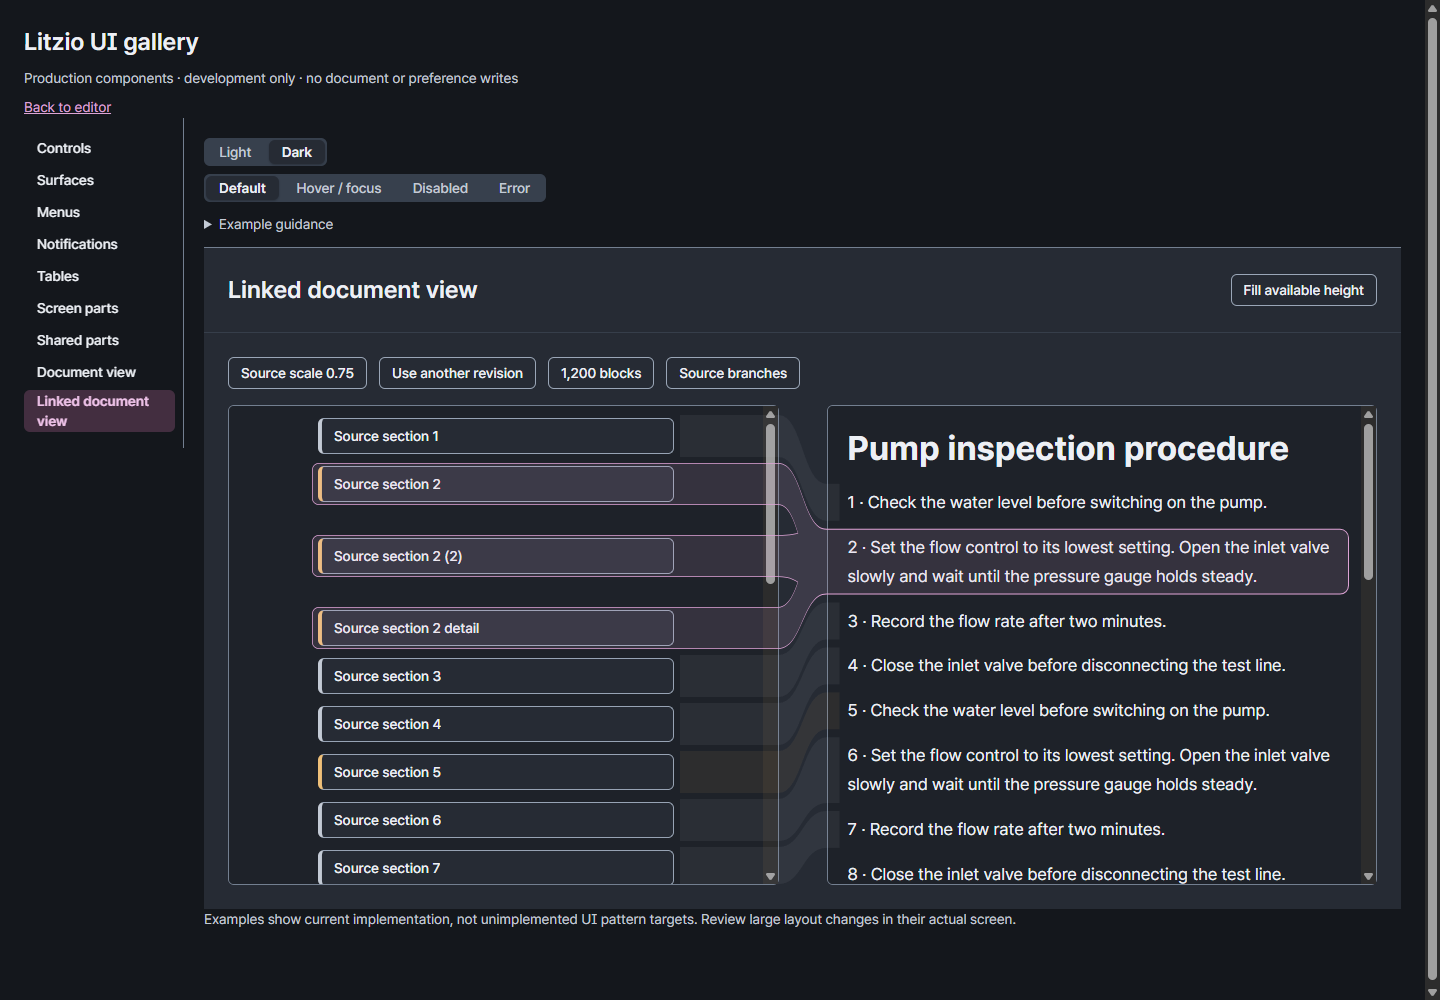 Litzio UI gallery
Production components · development only · no document or preference writes
Back to editor
Controls
Surfaces
Menus
Notifications
Tables
Screen parts
Shared parts
Document view
Linked document
view
Light
Dark
Default
Hover / focus
Disabled
Error
Example guidance
Linked document view
Fill available height
Source scale 0.75
Use another revision
1,200 blocks
Source branches
Source section 1
Source section 2
Source section 2 (2)
Source section 2 detail
Source section 3
Source section 4
Source section 5
Source section 6
Source section 7
Pump inspection procedure
1 · Check the water level before switching on the pump.
2 · Set the flow control to its lowest setting. Open the inlet valve
slowly and wait until the pressure gauge holds steady.
3 · Record the flow rate after two minutes.
4 · Close the inlet valve before disconnecting the test line.
5 · Check the water level before switching on the pump.
6 · Set the flow control to its lowest setting. Open the inlet valve
slowly and wait until the pressure gauge holds steady.
7 · Record the flow rate after two minutes.
8 · Close the inlet valve before disconnecting the test line.
Examples show current implementation, not unimplemented UI pattern targets. Review large layout changes in their actual screen.